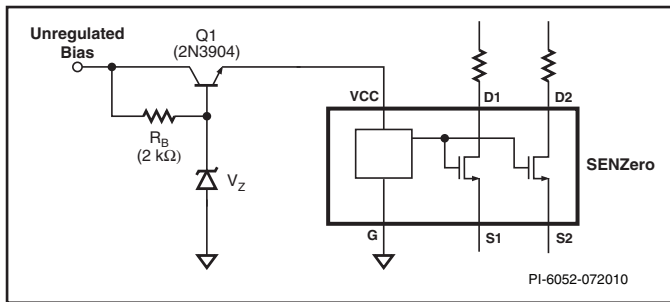 Unregulated
Bias
Q1
(2N3904)
R_B
(2 kΩ)
V_Z
VCC
D1
D2
SENZero
G
S1
S2
PI-6052-072010